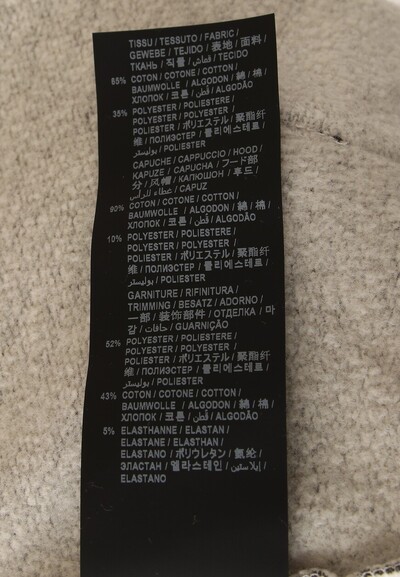 TISSU / TESSUTO / FABRIC /
GEWEBE / TEJIDO / 表地 / 面料 /
ТКАНЬ / 직물 / قماش / TECIDO
65% COTON / COTONE / COTTON /
BAUMWOLLE / ALGODON / 綿 / 棉 /
ХЛОПОК / 코튼 / قطن / ALGODÃO
35% POLYESTER / POLIESTERE /
POLYESTER / POLYESTER /
POLIESTER / ポリエステル / 聚酯纤
维 / ПОЛИЭСТЕР / 폴리에스테르 /
بوليستر / POLIESTER
CAPUCHE / CAPPUCCIO / HOOD /
KAPUZE / CAPUCHA / フード部
分 / 风帽 / КАПЮШОН / 후드 /
غطاء للرأس / CAPUZ
90% COTON / COTONE / COTTON /
BAUMWOLLE / ALGODON / 綿 / 棉 /
ХЛОПОК / 코튼 / قطن / ALGODÃO
10% POLYESTER / POLIESTERE /
POLYESTER / POLYESTER /
POLIESTER / ポリエステル / 聚酯纤
维 / ПОЛИЭСТЕР / 폴리에스테르 /
بوليستر / POLIESTER
GARNITURE / RIFINITURA /
TRIMMING / BESATZ / ADORNO /
一部 / 装饰部件 / ОТДЕЛКА / 마
감 / حافات / GUARNIÇÃO
52% POLYESTER / POLIESTERE /
POLYESTER / POLYESTER /
POLIESTER / ポリエステル / 聚酯纤
维 / ПОЛИЭСТЕР / 폴리에스테르 /
بوليستر / POLIESTER
43% COTON / COTONE / COTTON /
BAUMWOLLE / ALGODON / 綿 / 棉 /
ХЛОПОК / 코튼 / قطن / ALGODÃO
5% ELASTHANNE / ELASTAN /
ELASTANE / ELASTHAN /
ELASTANO / ポリウレタン / 氨纶 /
ЭЛАСТАН / 엘라스테인 / إيلاستين /
ELASTANO